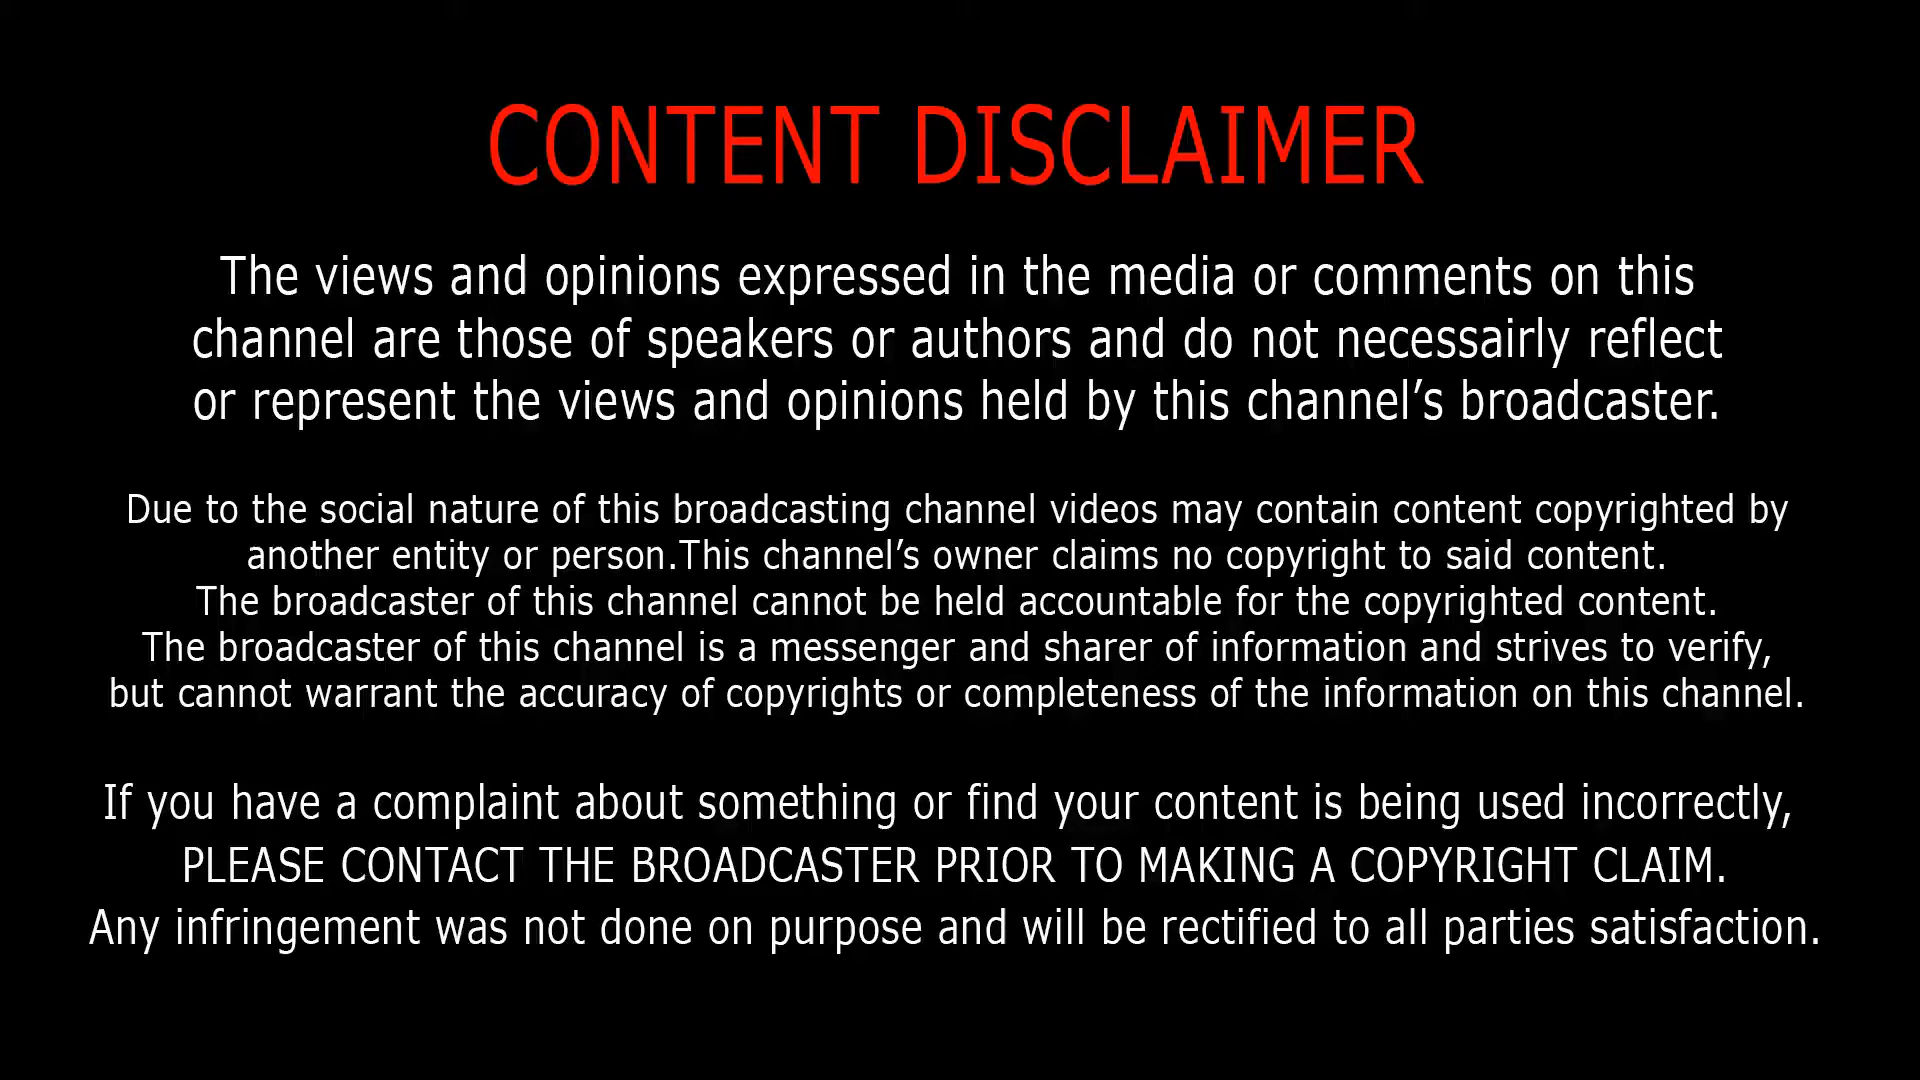 CONTENT DISCLAIMER
The views and opinions expressed in the media or comments on this
channel are those of speakers or authors and do not necessairly reflect
or represent the views and opinions held by this channel’s broadcaster.
Due to the social nature of this broadcasting channel videos may contain content copyrighted by
another entity or person.This channel’s owner claims no copyright to said content.
The broadcaster of this channel cannot be held accountable for the copyrighted content.
The broadcaster of this channel is a messenger and sharer of information and strives to verify,
but cannot warrant the accuracy of copyrights or completeness of the information on this channel.
If you have a complaint about something or find your content is being used incorrectly,
PLEASE CONTACT THE BROADCASTER PRIOR TO MAKING A COPYRIGHT CLAIM.
Any infringement was not done on purpose and will be rectified to all parties satisfaction.